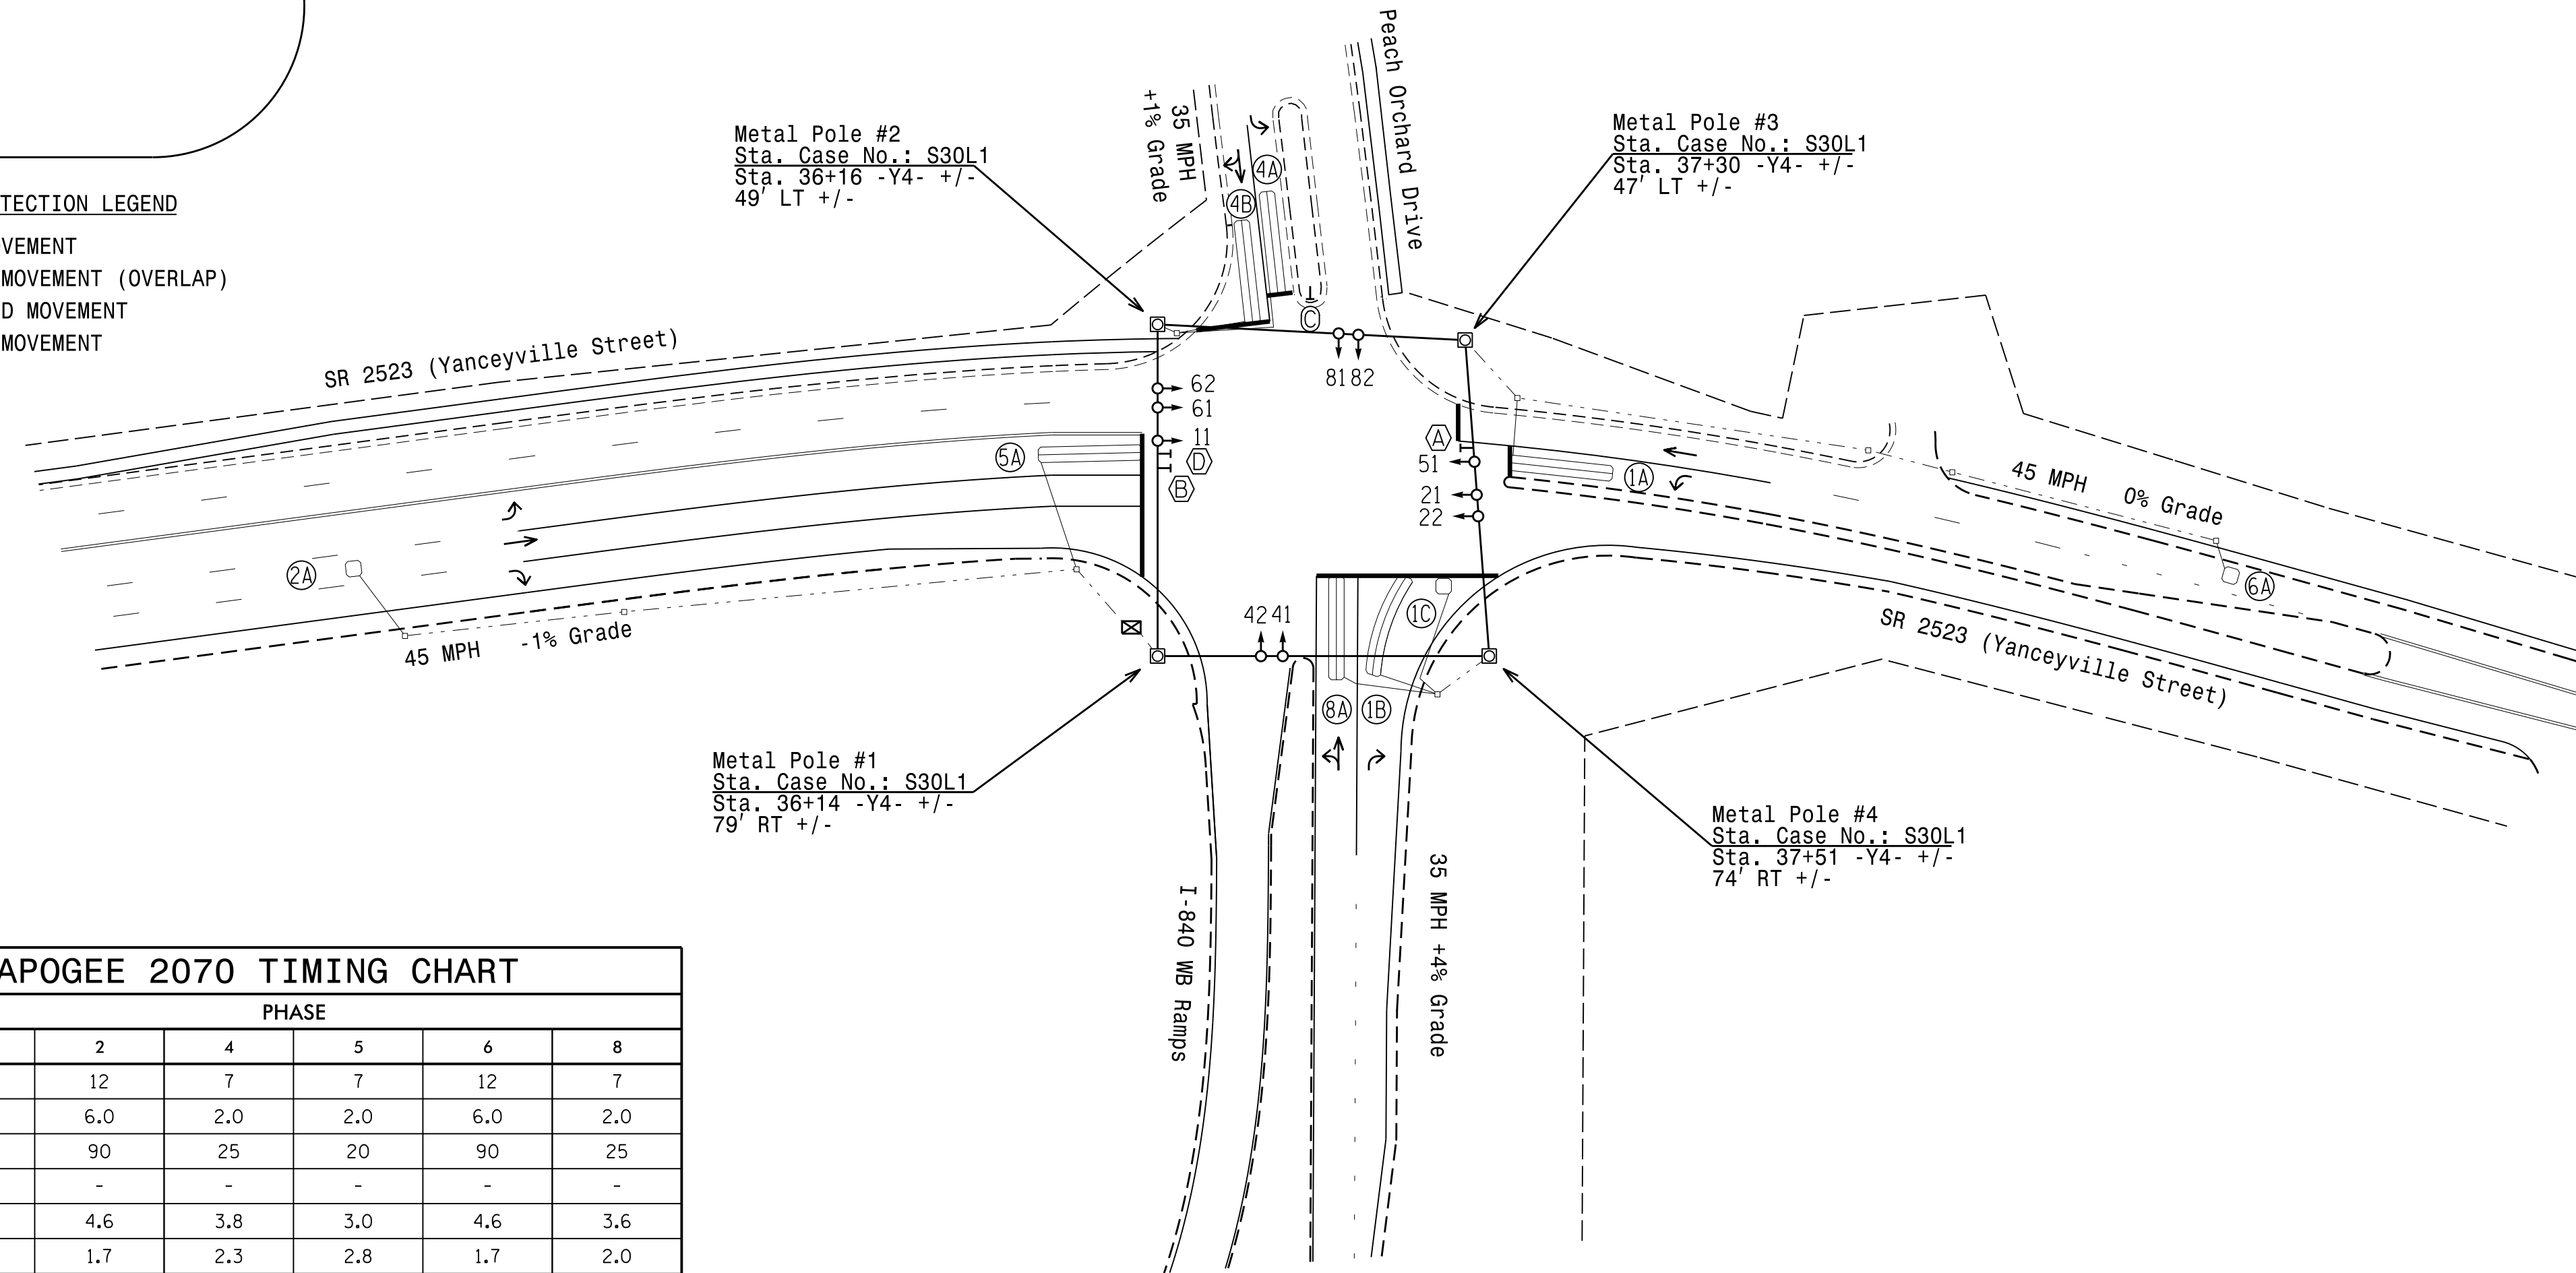 TECTION LEGEND
VEMENT
MOVEMENT (OVERLAP)
D MOVEMENT
MOVEMENT
Metal Pole #2
Sta. Case No.: S30L1
Sta. 36+16 -Y4- +/-
49' LT +/-
35 MPH
+1% Grade
Peach Orchard Drive
Metal Pole #3
Sta. Case No.: S30L1
Sta. 37+30 -Y4- +/-
47' LT +/-
4A
4B
C
SR 2523 (Yanceyville Street)
81 82
62
61
11
5A
D
B
A
51
21
22
1A
45 MPH 0% Grade
2A
6A
45 MPH -1% Grade
42 41
1C
8A
1B
SR 2523 (Yanceyville Street)
Metal Pole #1
Sta. Case No.: S30L1
Sta. 36+14 -Y4- +/-
79' RT +/-
Metal Pole #4
Sta. Case No.: S30L1
Sta. 37+51 -Y4- +/-
74' RT +/-
I-840 WB Ramps
35 MPH +4% Grade
APOGEE 2070 TIMING CHART
PHASE
2 4 5 6 8
12 7 7 12 7
6.0 2.0 2.0 6.0 2.0
90 25 20 90 25
- - - - -
4.6 3.8 3.0 4.6 3.6
1.7 2.3 2.8 1.7 2.0